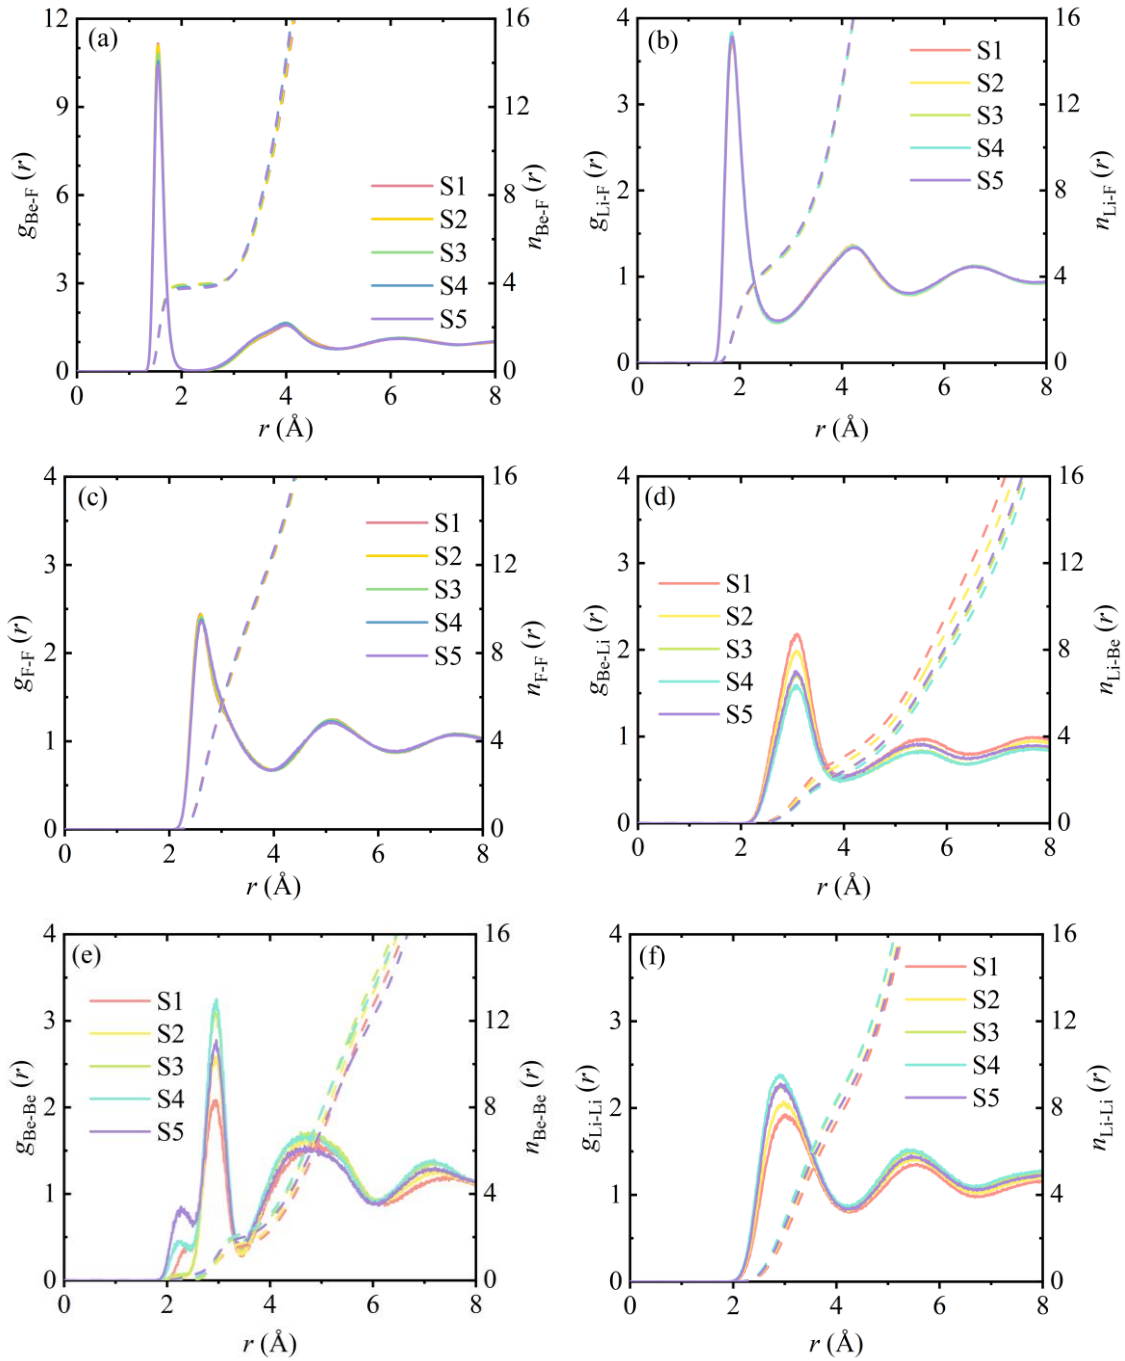 (a)
12
9
6
3
0
g_Be-F (r)
16
12
8
4
0
n_Be-F (r)
S1
S2
S3
S4
S5
0 2 4 6 8
r (Å)
(b)
4
3
2
1
0
g_Li-F (r)
16
12
8
4
0
n_Li-F (r)
S1
S2
S3
S4
S5
0 2 4 6 8
r (Å)
(c)
4
3
2
1
0
g_F-F (r)
16
12
8
4
0
n_F-F (r)
S1
S2
S3
S4
S5
0 2 4 6 8
r (Å)
(d)
4
3
2
1
0
g_Be-Li (r)
16
12
8
4
0
n_Li-Be (r)
S1
S2
S3
S4
S5
0 2 4 6 8
r (Å)
(e)
4
3
2
1
0
g_Be-Be (r)
16
12
8
4
0
n_Be-Be (r)
S1
S2
S3
S4
S5
0 2 4 6 8
r (Å)
(f)
4
3
2
1
0
g_Li-Li (r)
16
12
8
4
0
n_Li-Li (r)
S1
S2
S3
S4
S5
0 2 4 6 8
r (Å)